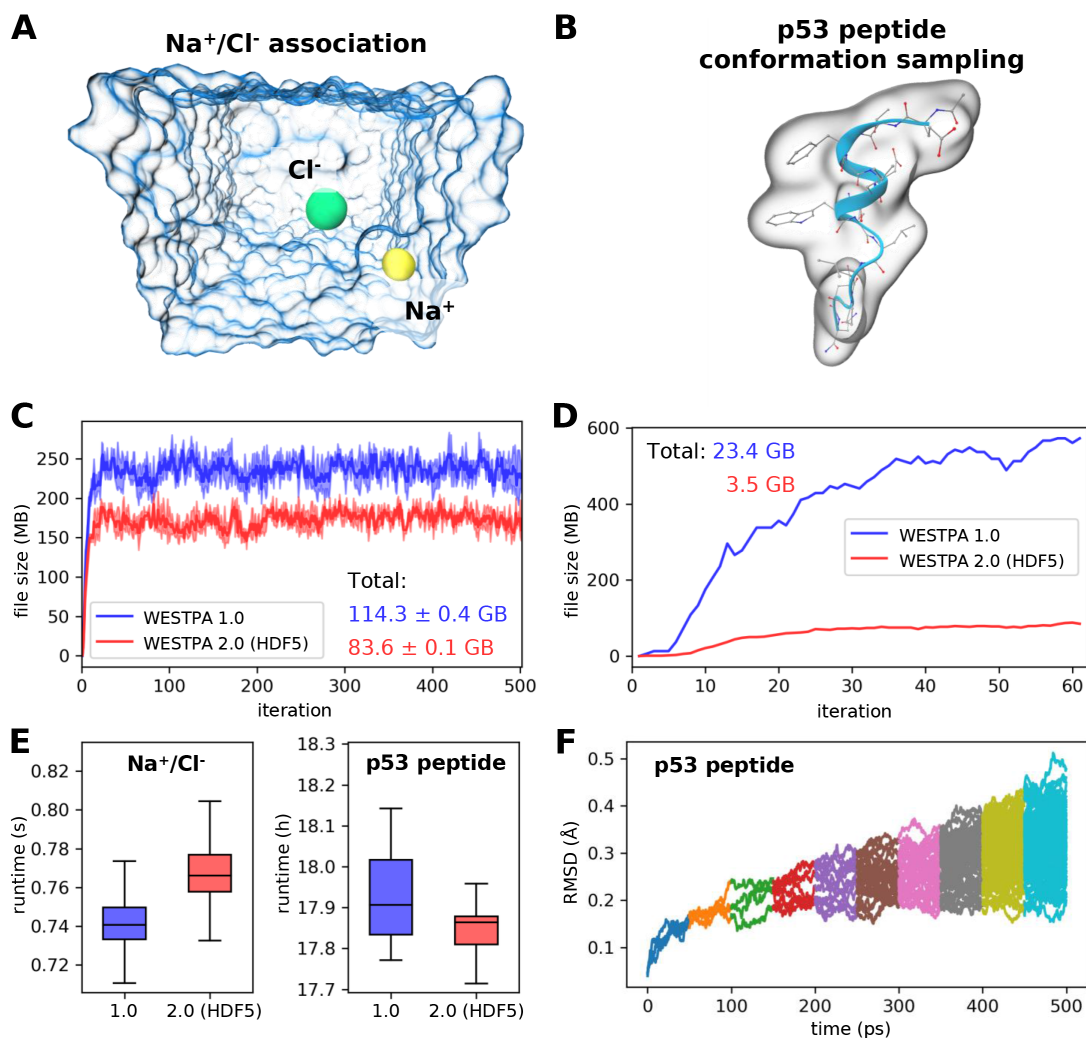 A
Na⁺/Cl⁻ association
Cl⁻
Na⁺
B
p53 peptide
conformation sampling
C
file size (MB)
250
200
150
100
50
0
WESTPA 1.0
WESTPA 2.0 (HDF5)
Total:
114.3 ± 0.4 GB
83.6 ± 0.1 GB
0 100 200 300 400 500
iteration
D
file size (MB)
600
400
200
0
Total: 23.4 GB
3.5 GB
WESTPA 1.0
WESTPA 2.0 (HDF5)
0 10 20 30 40 50 60
iteration
E
Na⁺/Cl⁻
runtime (s)
0.82
0.80
0.78
0.76
0.74
0.72
1.0 2.0 (HDF5)
p53 peptide
runtime (h)
18.3
18.2
18.1
18.0
17.9
17.8
17.7
1.0 2.0 (HDF5)
F
p53 peptide
RMSD (Å)
0.5
0.4
0.3
0.2
0.1
0 100 200 300 400 500
time (ps)